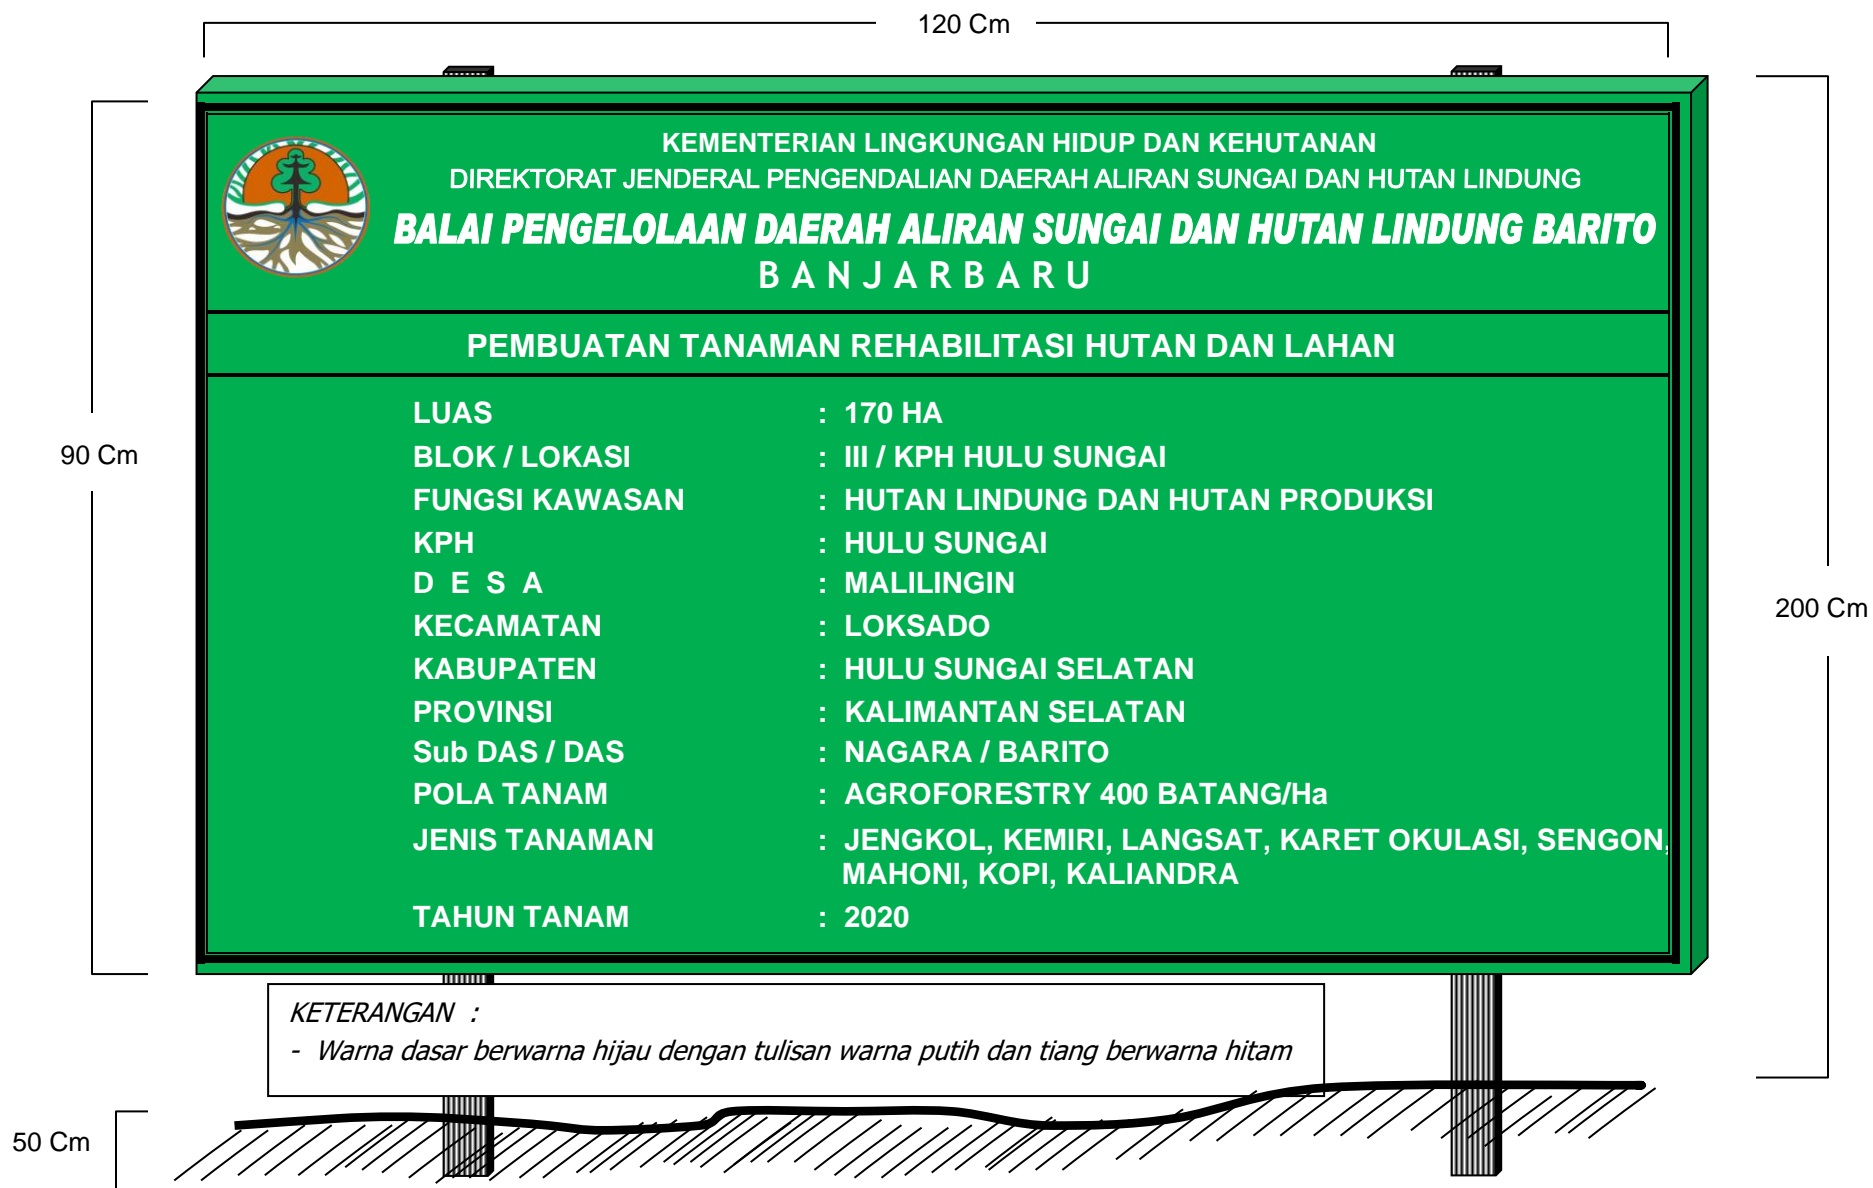 120 Cm
KEMENTERIAN LINGKUNGAN HIDUP DAN KEHUTANAN
DIREKTORAT JENDERAL PENGENDALIAN DAERAH ALIRAN SUNGAI DAN HUTAN LINDUNG
BALAI PENGELOLAAN DAERAH ALIRAN SUNGAI DAN HUTAN LINDUNG BARITO
B A N J A R B A R U
PEMBUATAN TANAMAN REHABILITASI HUTAN DAN LAHAN
LUAS : 170 HA
BLOK / LOKASI : III / KPH HULU SUNGAI
90 Cm
FUNGSI KAWASAN : HUTAN LINDUNG DAN HUTAN PRODUKSI
KPH : HULU SUNGAI
D E S A : MALILINGIN
200 Cm
KECAMATAN : LOKSADO
KABUPATEN : HULU SUNGAI SELATAN
PROVINSI : KALIMANTAN SELATAN
Sub DAS / DAS : NAGARA / BARITO
POLA TANAM : AGROFORESTRY 400 BATANG/Ha
JENIS TANAMAN : JENGKOL, KEMIRI, LANGSAT, KARET OKULASI, SENGON,
MAHONI, KOPI, KALIANDRA
TAHUN TANAM : 2020
KETERANGAN :
- Warna dasar berwarna hijau dengan tulisan warna putih dan tiang berwarna hitam
50 Cm